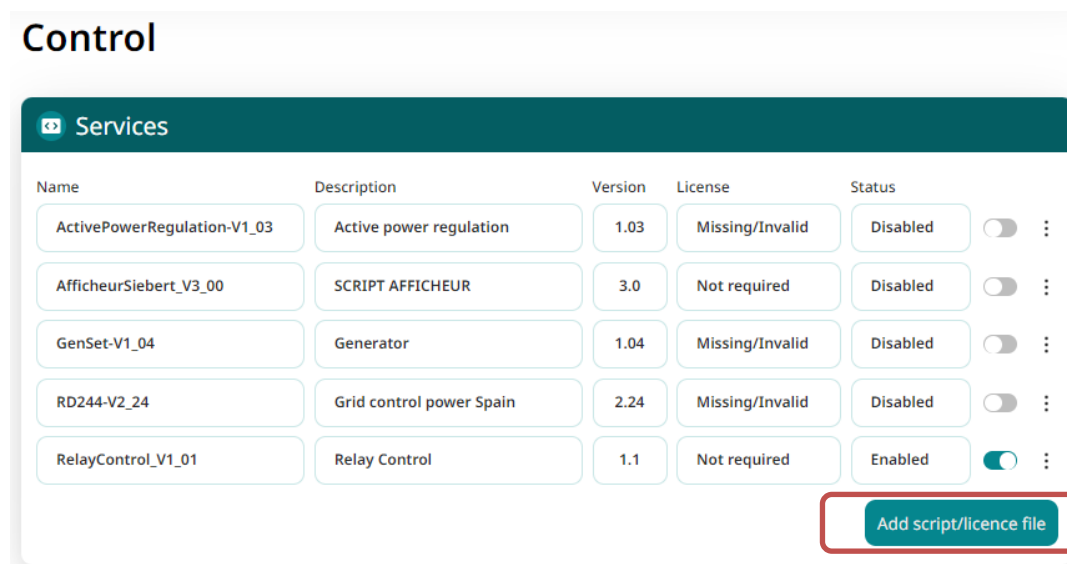 Control
Services
Name Description Version License Status
ActivePowerRegulation-V1_03 Active power regulation 1.03 Missing/Invalid Disabled
AfficheurSiebert_V3_00 SCRIPT AFFICHEUR 3.0 Not required Disabled
GenSet-V1_04 Generator 1.04 Missing/Invalid Disabled
RD244-V2_24 Grid control power Spain 2.24 Missing/Invalid Disabled
RelayControl_V1_01 Relay Control 1.1 Not required Enabled
Add script/licence file